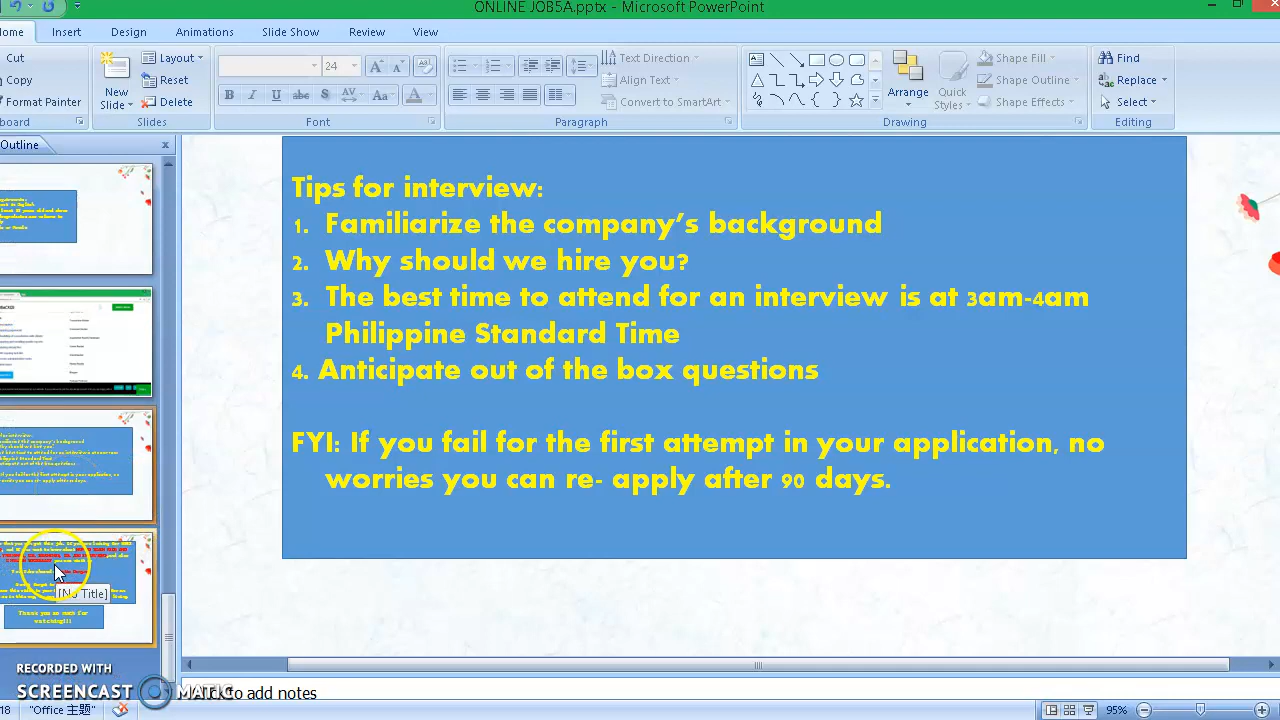 ONLINE JOB5A.pptx - Microsoft PowerPoint
Home Insert Design Animations Slide Show Review View
Cut
Copy
Format Painter
New
Slide
Layout
Reset
Delete
24
B I U abc S AV Aa A
Text Direction
Align Text
Convert to SmartArt
Arrange
Quick
Styles
Shape Fill
Shape Outline
Shape Effects
Find
Replace
Select
Slides Font Paragraph Drawing Editing
Outline
Tips for interview:
1. Familiarize the company's background
2. Why should we hire you?
3. The best time to attend for an interview is at 3am-4am
Philippine Standard Time
4. Anticipate out of the box questions
FYI: If you fail for the first attempt in your application, no
worries you can re- apply after 90 days.
[No Title]
Thank you so much for
watching!!!
RECORDED WITH
SCREENCAST MATIC
to add notes
18 "Office 主题" 95%